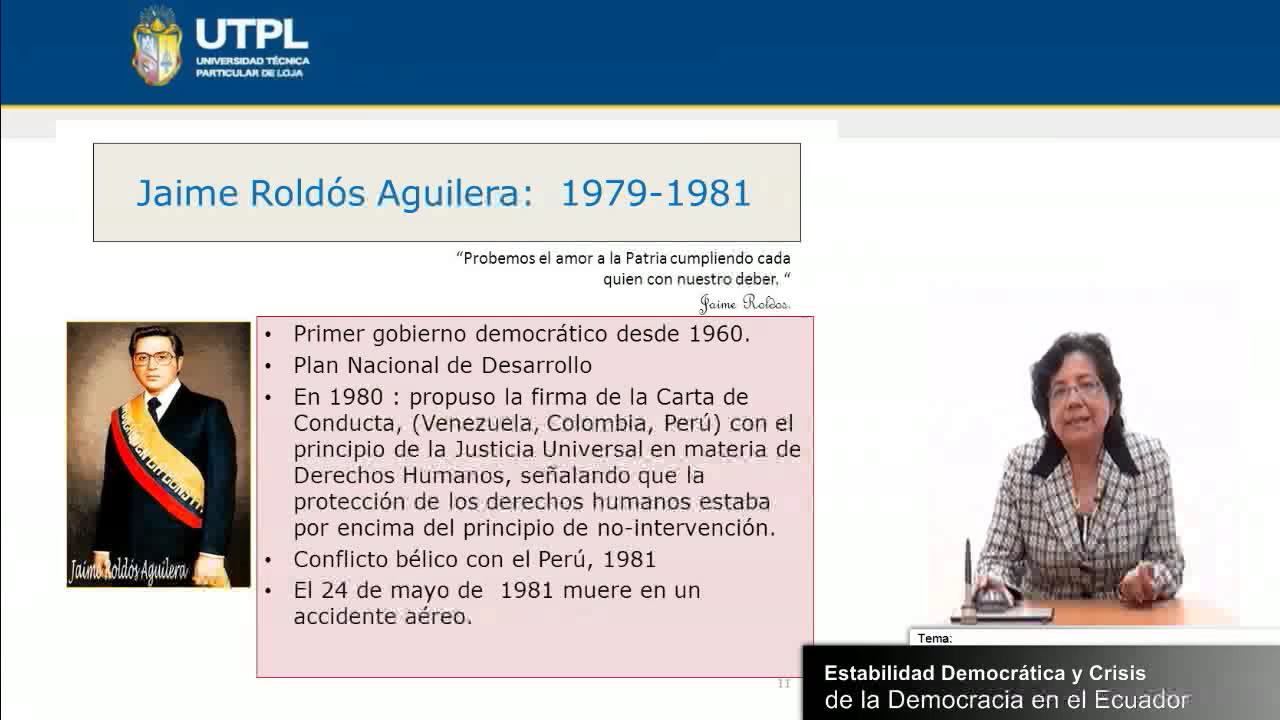 UTPL
UNIVERSIDAD TÉCNICA
PARTICULAR DE LOJA
Jaime Roldós Aguilera: 1979-1981
“Probemos el amor a la Patria cumpliendo cada
quien con nuestro deber. “
Jaime Roldos.
• Primer gobierno democrático desde 1960.
• Plan Nacional de Desarrollo
• En 1980 : propuso la firma de la Carta de
Conducta, (Venezuela, Colombia, Perú) con el
principio de la Justicia Universal en materia de
Derechos Humanos, señalando que la
protección de los derechos humanos estaba
por encima del principio de no-intervención.
• Conflicto bélico con el Perú, 1981
• El 24 de mayo de 1981 muere en un
accidente aéreo.
Jaime Roldós Aguilera
11
Tema:
Estabilidad Democrática y Crisis
de la Democracia en el Ecuador